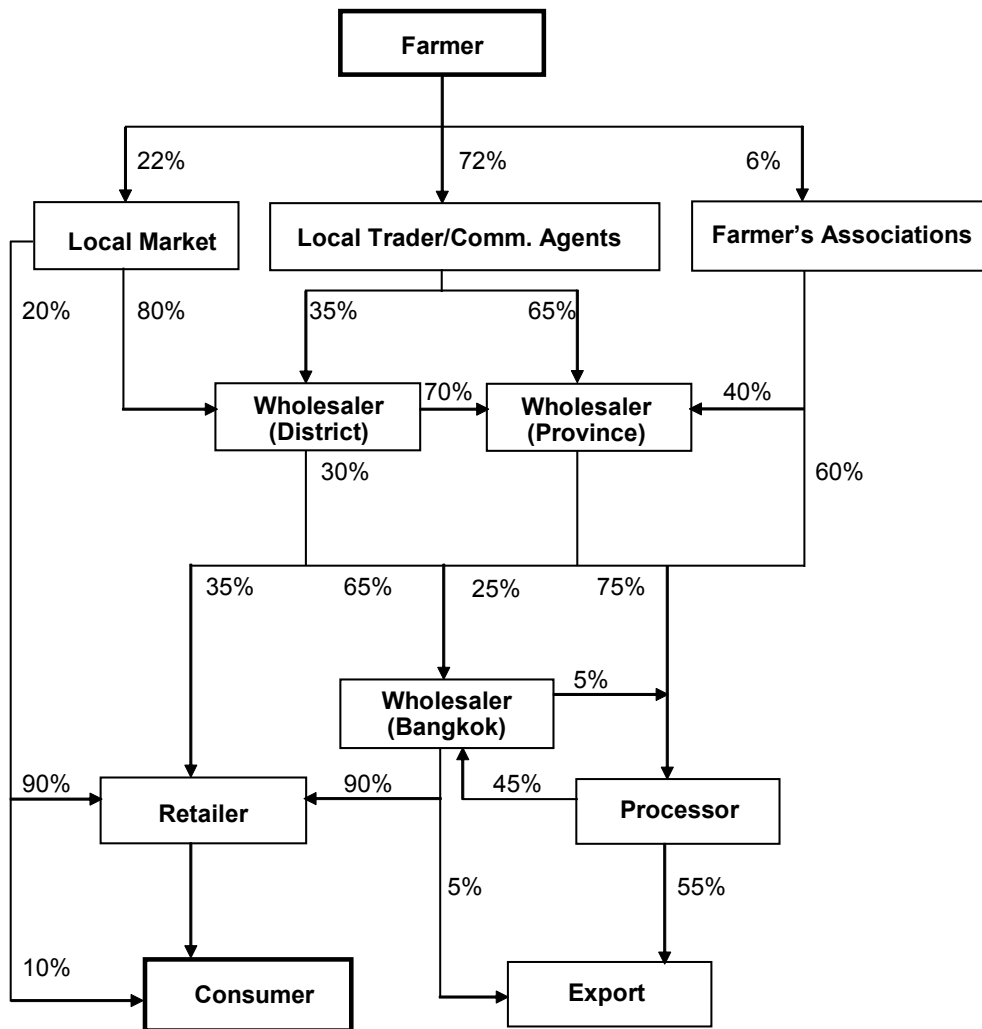 Farmer
22%
72%
6%
Local Market
Local Trader/Comm. Agents
Farmer’s Associations
20%
80%
35%
65%
Wholesaler
(District)
70%
Wholesaler
(Province)
40%
30%
60%
35%
65%
25%
75%
Wholesaler
(Bangkok)
5%
90%
Retailer
90%
45%
Processor
5%
55%
10%
Consumer
Export